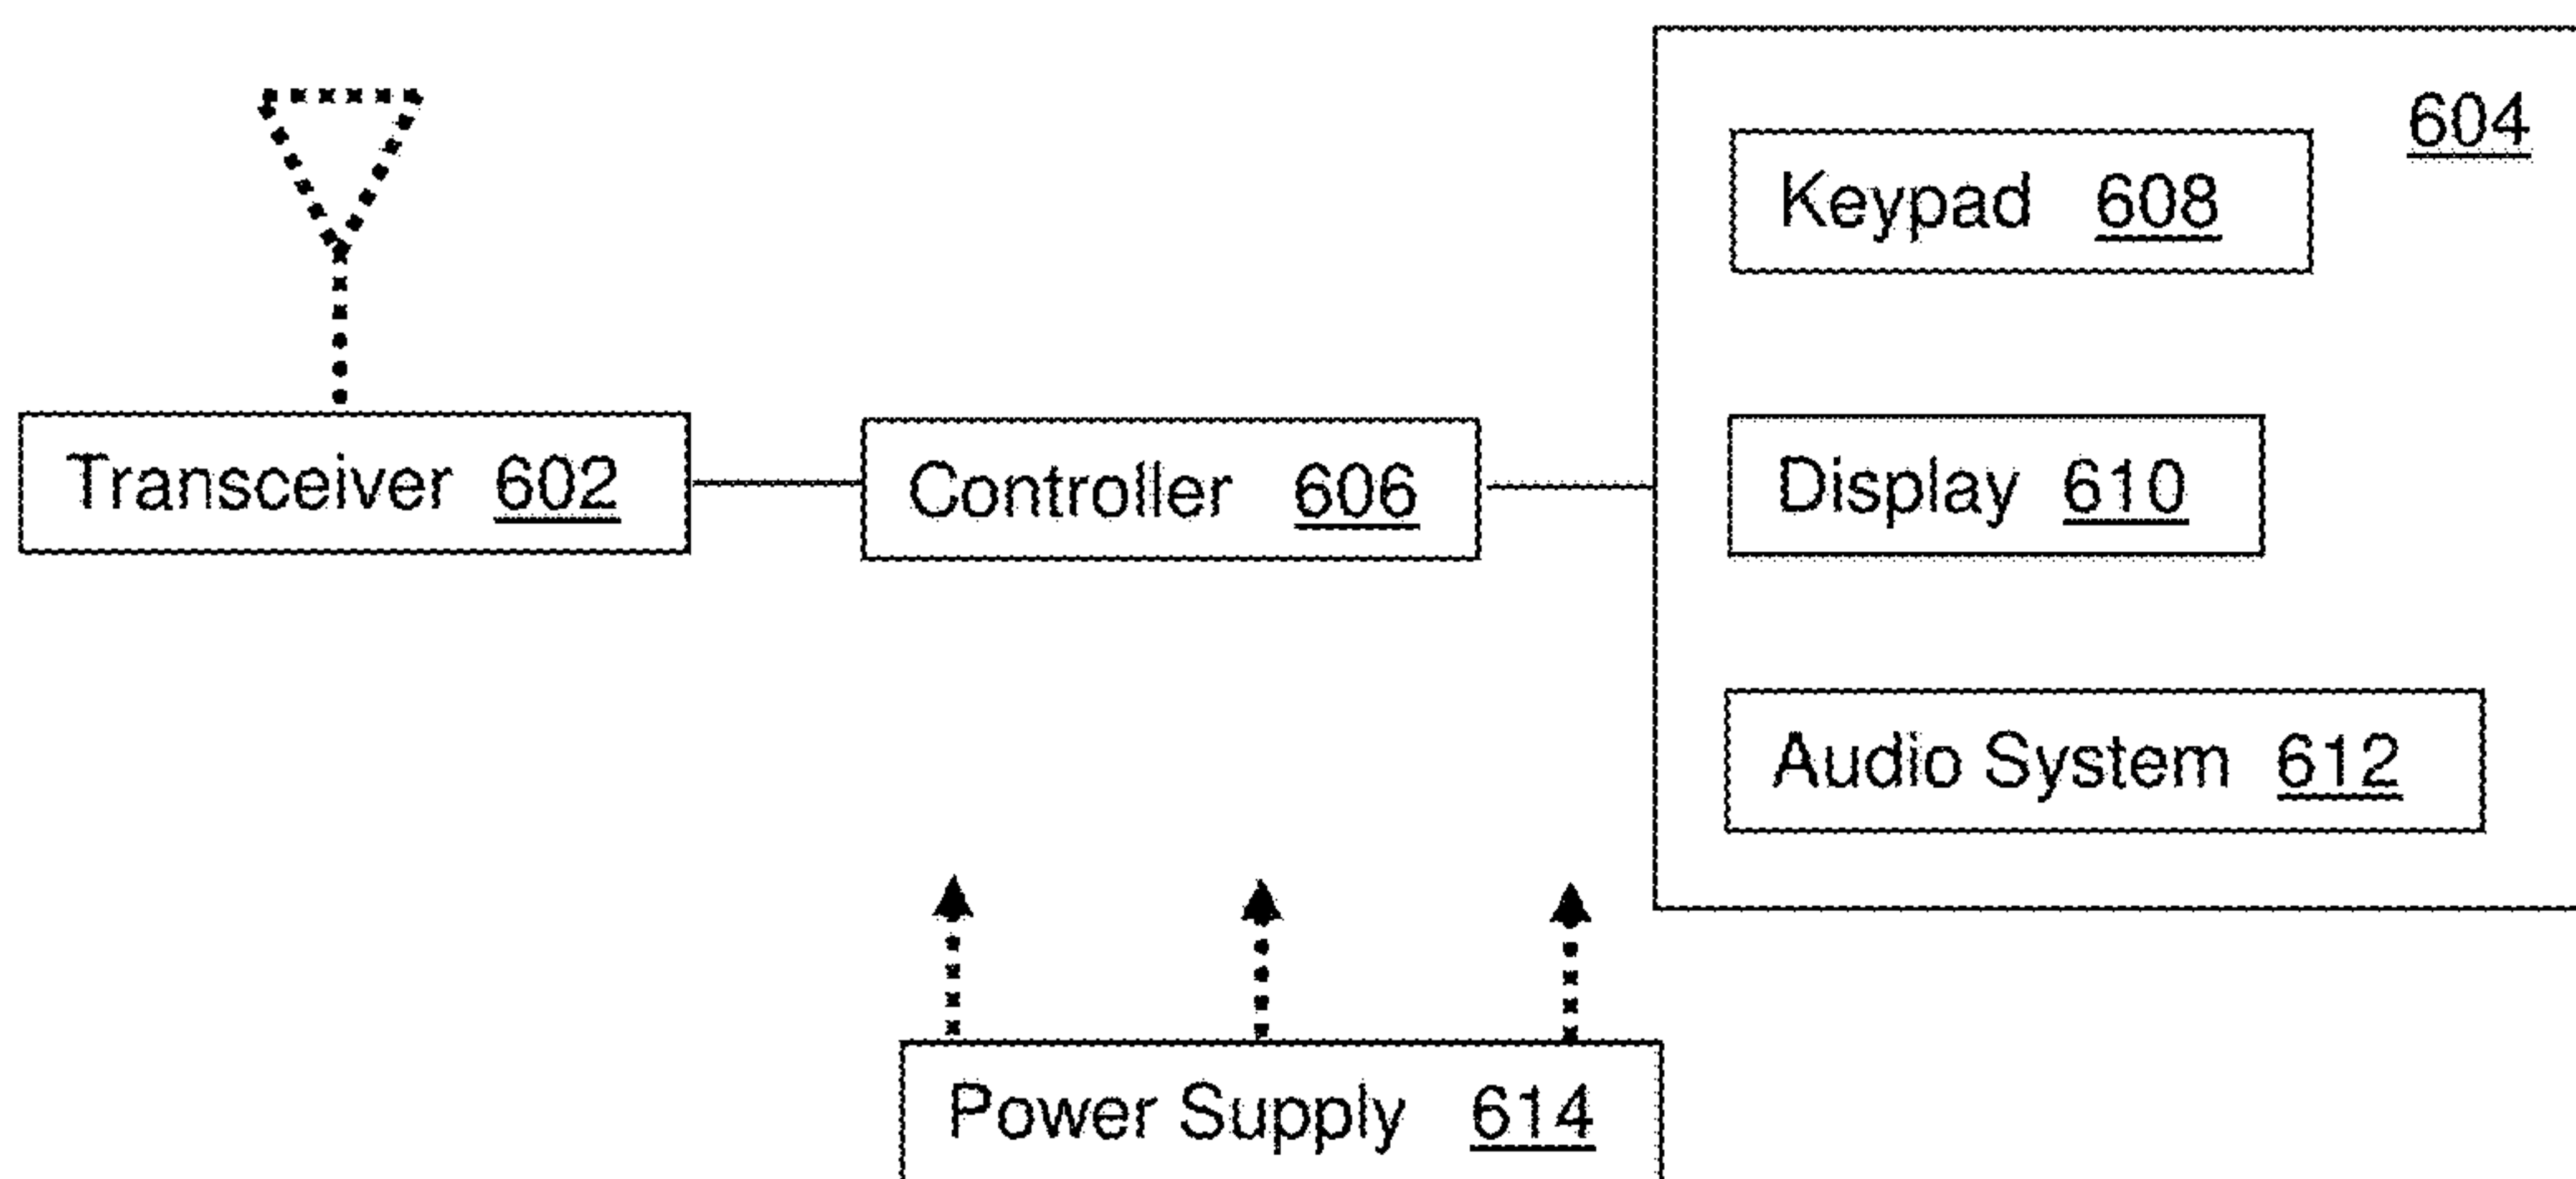 604
Keypad 608
Transceiver 602
Controller 606
Display 610
Audio System 612
Power Supply 614